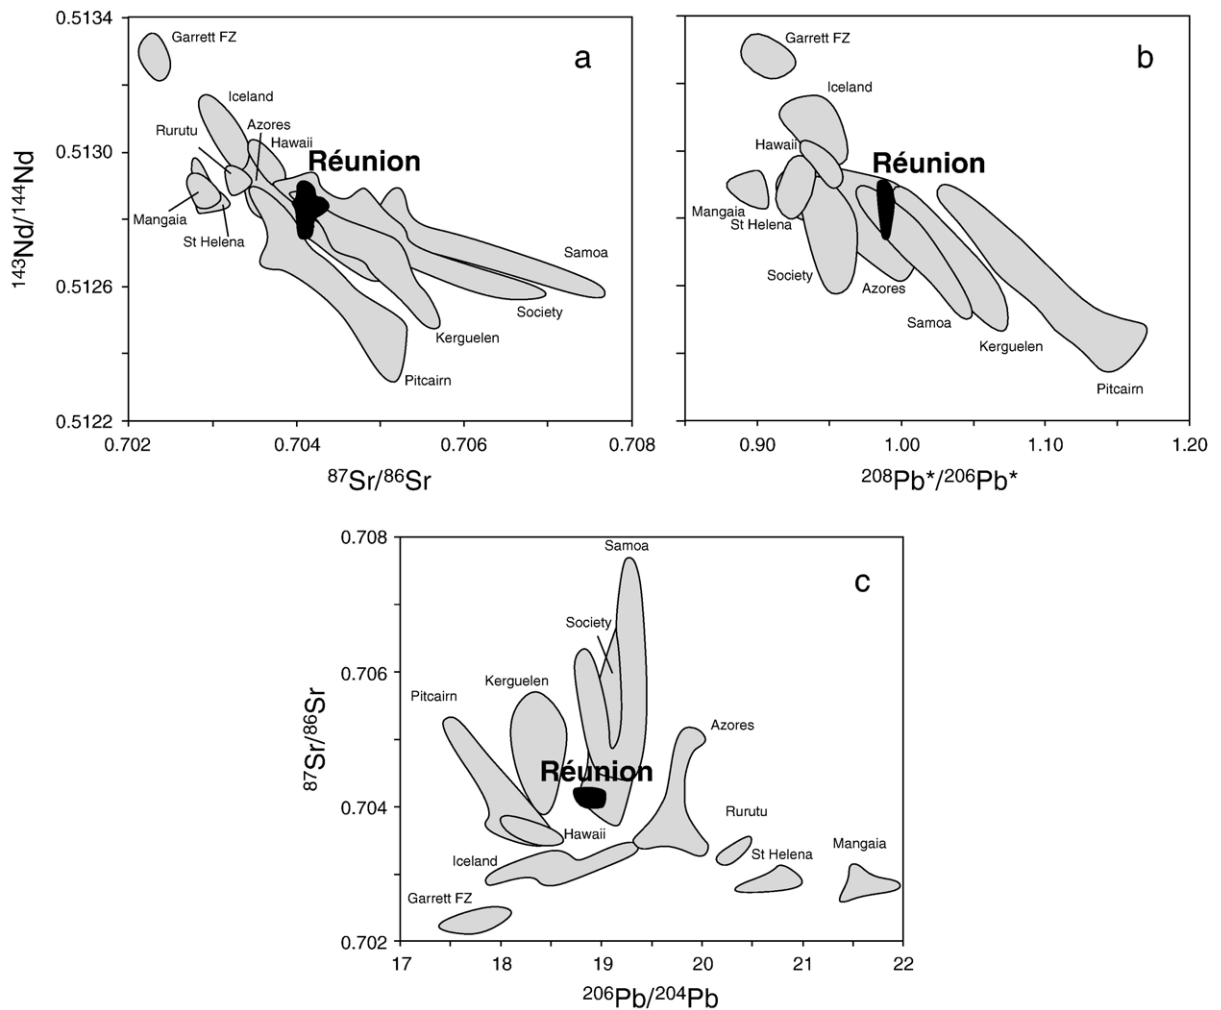 0.5134
0.5130
0.5126
0.5122
¹⁴³Nd/¹⁴⁴Nd
a
Garrett FZ
Iceland
Rurutu
Azores
Hawaii
Réunion
Mangaia
St Helena
Samoa
Society
Kerguelen
Pitcairn
0.702
0.704
0.706
0.708
⁸⁷Sr/⁸⁶Sr
b
Garrett FZ
Iceland
Hawaii
Réunion
Mangaia
St Helena
Society
Azores
Samoa
Kerguelen
Pitcairn
0.90
1.00
1.10
1.20
²⁰⁸Pb*/²⁰⁶Pb*
0.708
0.706
0.704
0.702
⁸⁷Sr/⁸⁶Sr
c
Samoa
Society
Kerguelen
Pitcairn
Azores
Réunion
Hawaii
Rurutu
Iceland
St Helena
Mangaia
Garrett FZ
17
18
19
20
21
22
²⁰⁶Pb/²⁰⁴Pb